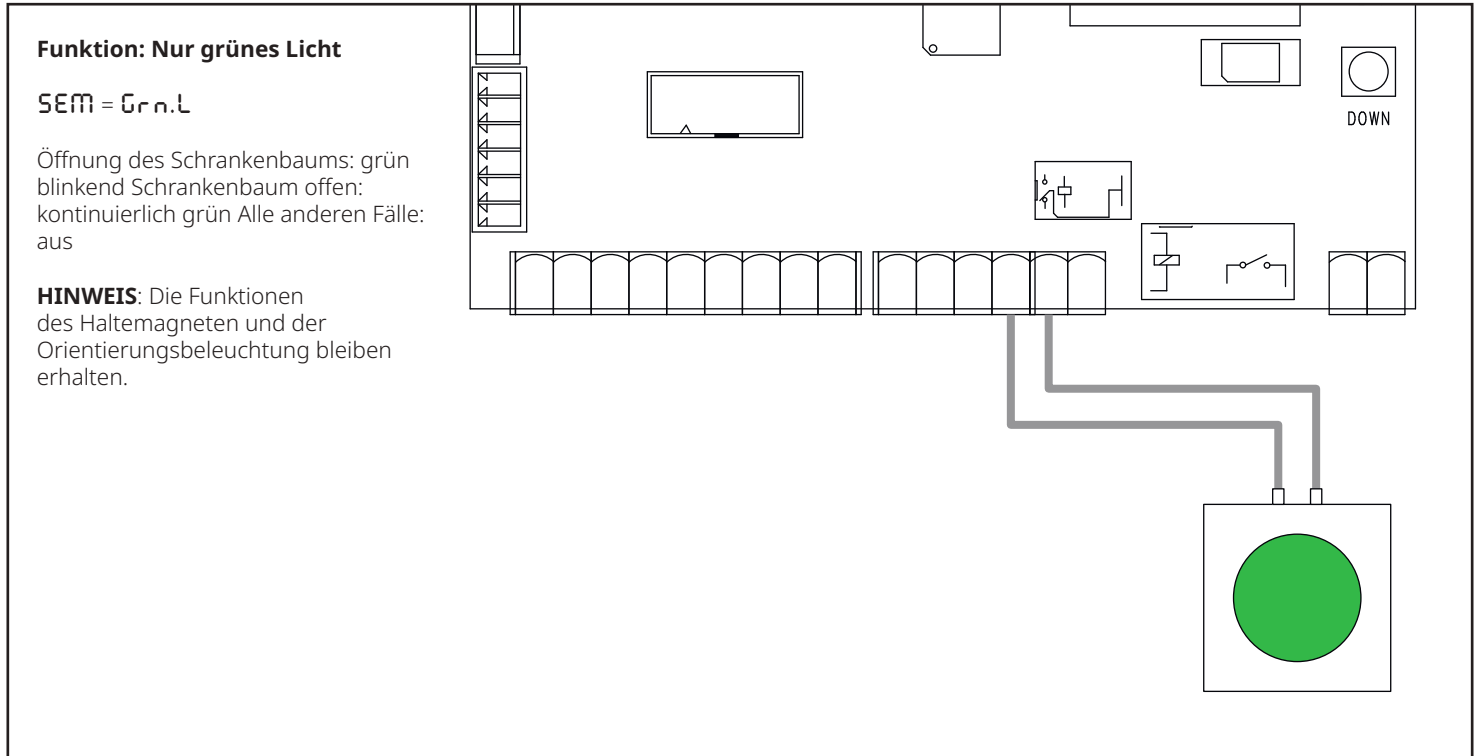 Funktion: Nur grünes Licht
SEM = Grn.L
Öffnung des Schrankenbaums: grün
blinkend Schrankenbaum offen:
kontinuierlich grün Alle anderen Fälle:
aus
HINWEIS: Die Funktionen
des Haltemagneten und der
Orientierungsbeleuchtung bleiben
erhalten.
DOWN